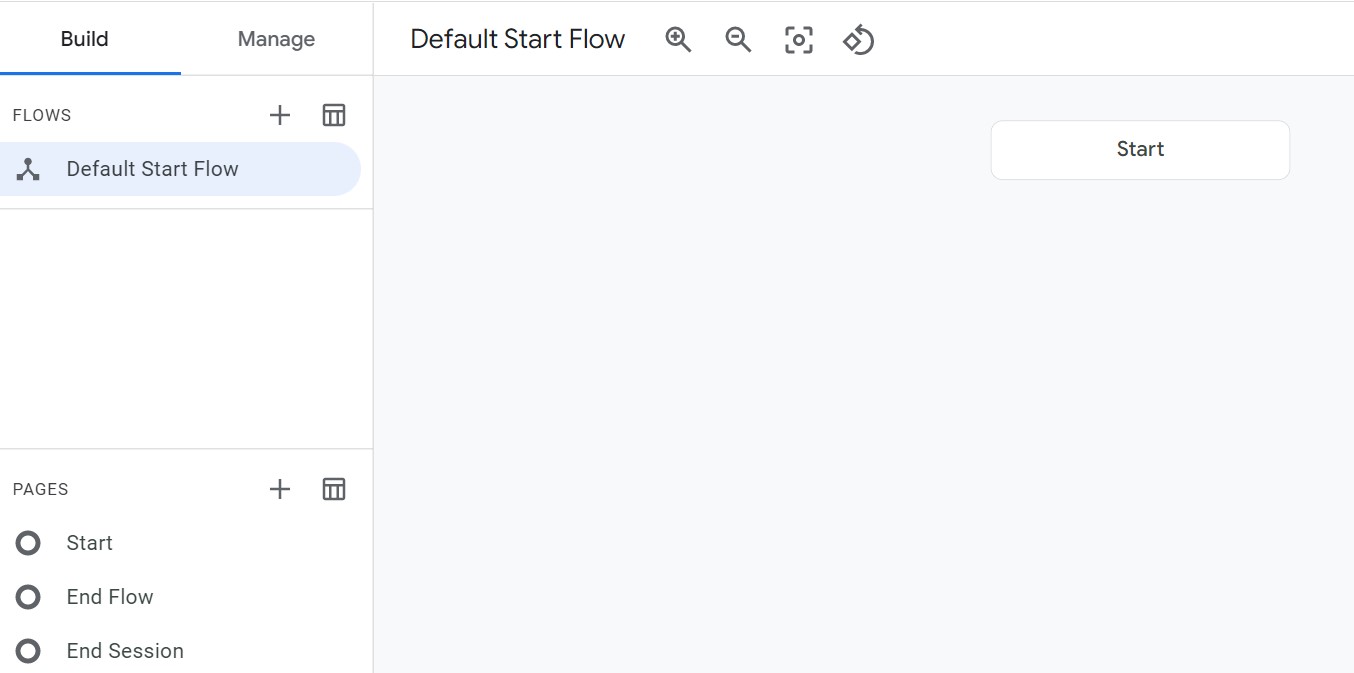 Build
Manage
Default Start Flow
FLOWS
Default Start Flow
Start
PAGES
Start
End Flow
End Session